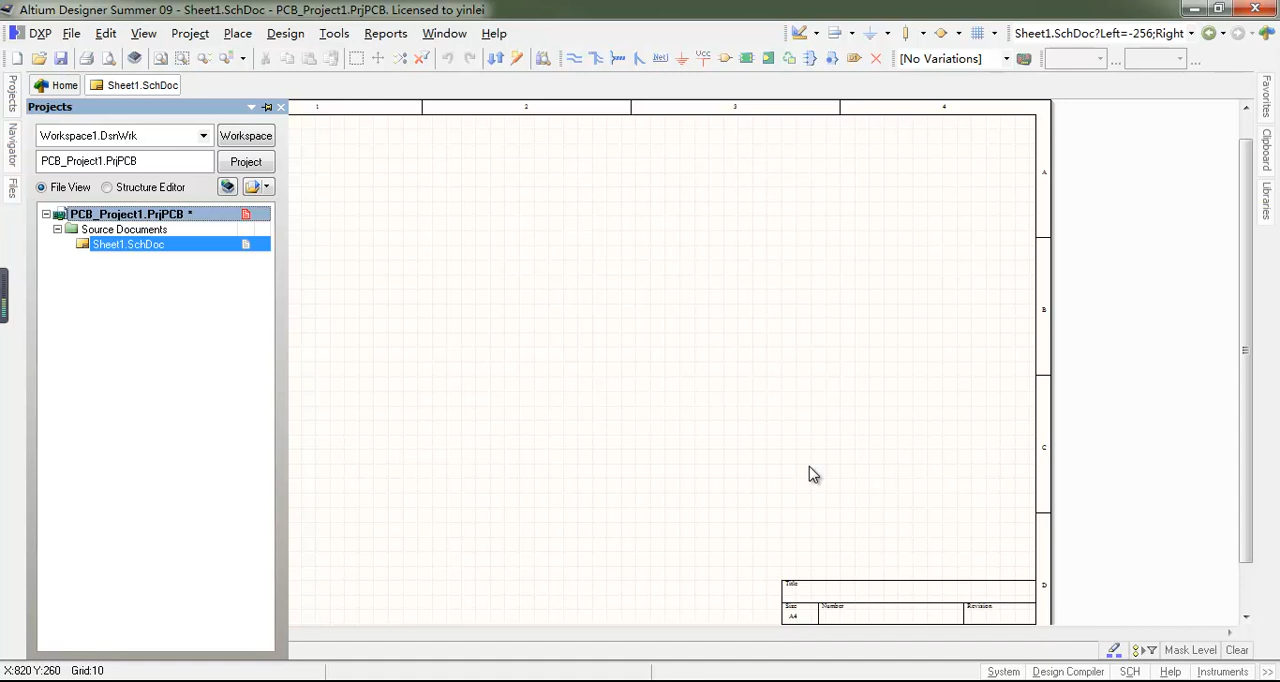 Altium Designer Summer 09 - Sheet1.SchDoc - PCB_Project1.PrjPCB. Licensed to yinlei
DXP File Edit View Project Place Design Tools Reports Window Help Sheet1.SchDoc?Left=-256;Right
Net1 Vcc [No Variations] ... ...
Home Sheet1.SchDoc
Projects 1 2 3 4
Workspace1.DsnWrk Workspace
PCB_Project1.PrjPCB Project
File View Structure Editor
PCB_Project1.PrjPCB *
Source Documents
Sheet1.SchDoc
Projects
Navigator
Files
Favorites
Clipboard
Libraries
A
B
C
D
Title
Size Number Revision
A4
Mask Level Clear
X:820 Y:260 Grid:10 System Design Compiler SCH Help Instruments >>